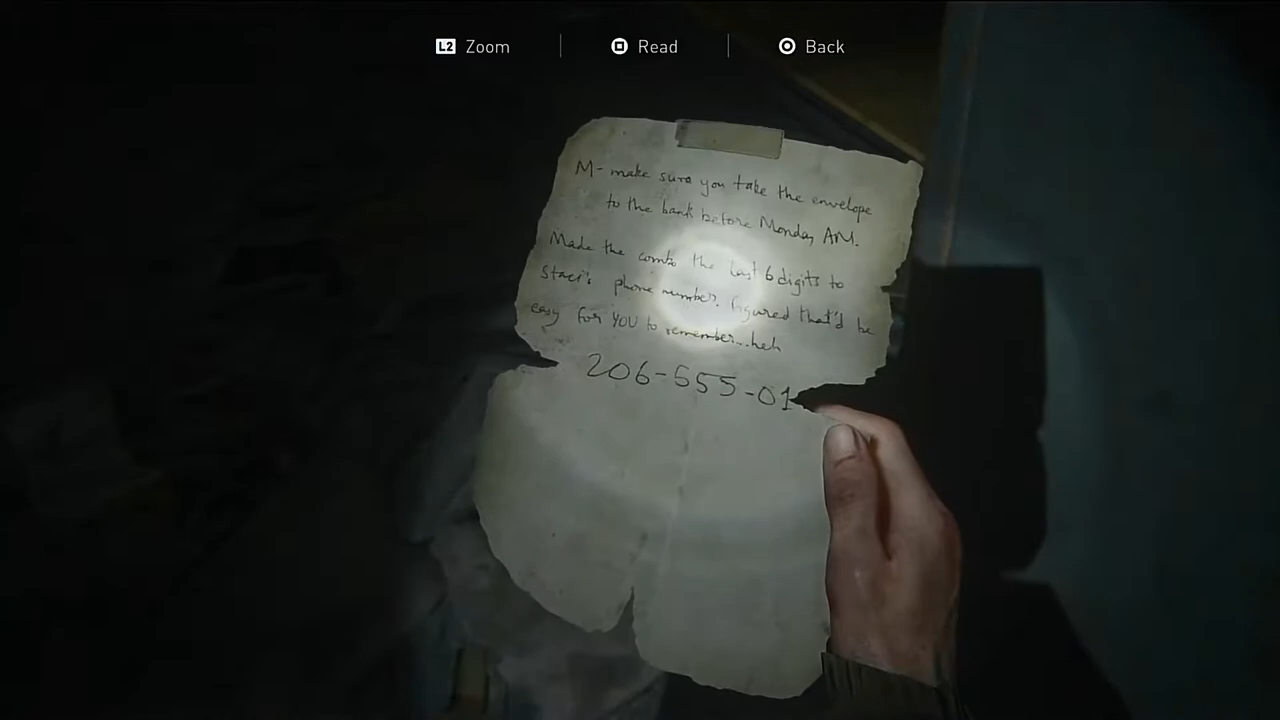 L2 Zoom | Read | Back
M- make sure you take the envelope
to the bank before Monday AM.
Made the combo the last 6 digits to
Staci's phone number. figured that'd be
easy for YOU to remember...heh
206-555-01